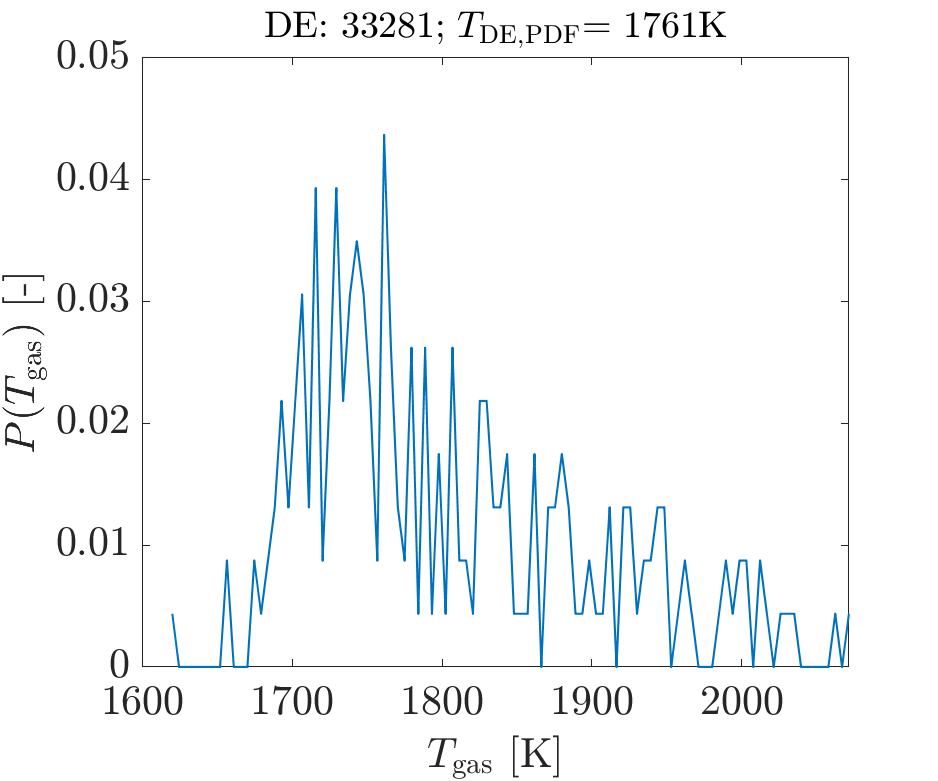 DE: 33281; T_DE,PDF= 1761K
0.05
0.04
0.03
0.02
0.01
0
P(T_gas) [-]
1600 1700 1800 1900 2000
T_gas [K]